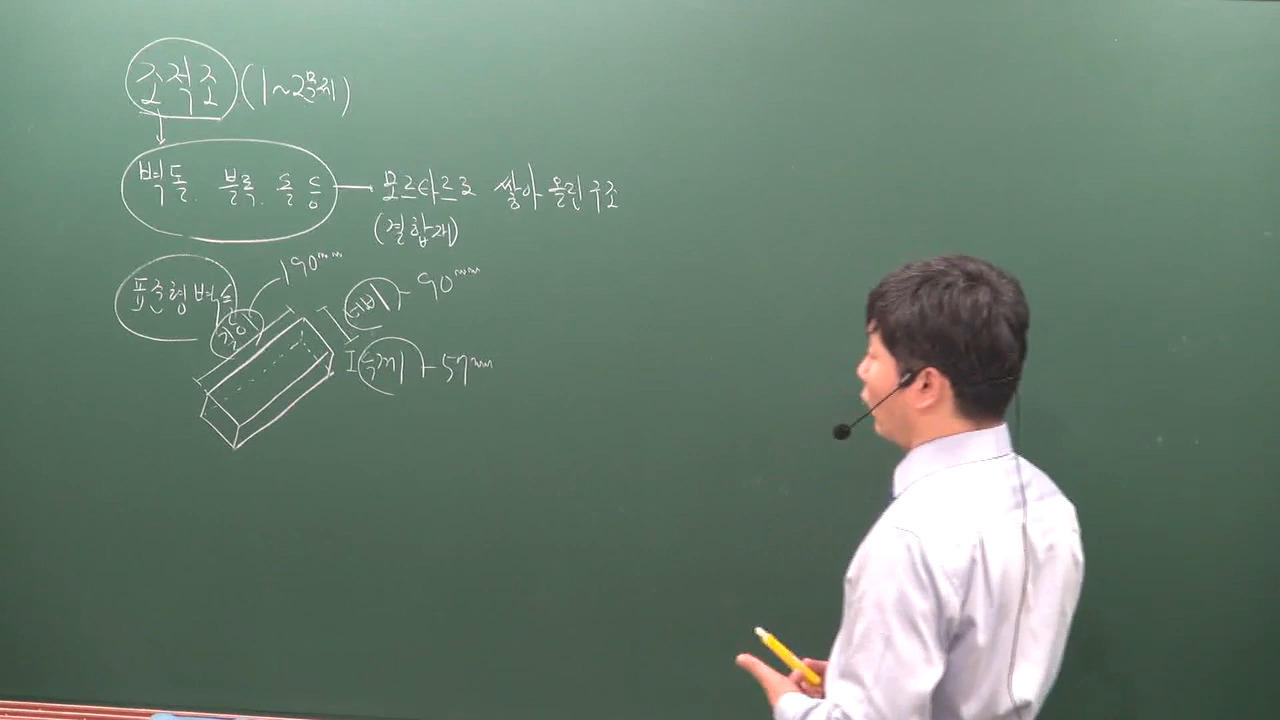 조적조 (1~2문제)
벽돌. 블록. 돌 등 — 모르타르로 쌓아 올린 구조
(결합재)
표준형 벽돌
길이 190mm
너비 - 90mm
두께 - 57mm